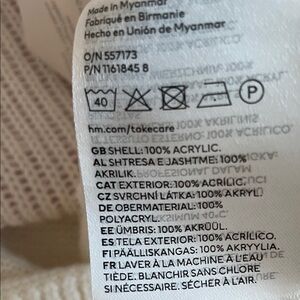 Made in Myanmar
Fabriqué en Birmanie
Hecho en Unión de Myanmar
O/N 557173
P/N 1161845 B
40
P
hm.com/takecare
GB SHELL: 100% ACRYLIC.
AL SHTRESA E JASHTME: 100%
AKRILIK.
CAT EXTERIOR: 100% ACRÍLIC.
CZ SVRCHNÍ LÁTKA: 100% AKRYL.
DE OBERMATERIAL: 100%
POLYACRYL.
EE ÜMBRIS: 100% AKRÜÜL.
ES TELA EXTERIOR: 100% ACRÍLICO.
FI PÄÄLLISKANGAS: 100% AKRYYLIA.
FR LAVER À LA MACHINE À L'EAU
TIÈDE. BLANCHIR SANS CHLORE
SI NÉCESSAIRE. SÉCHER À L'AIR.